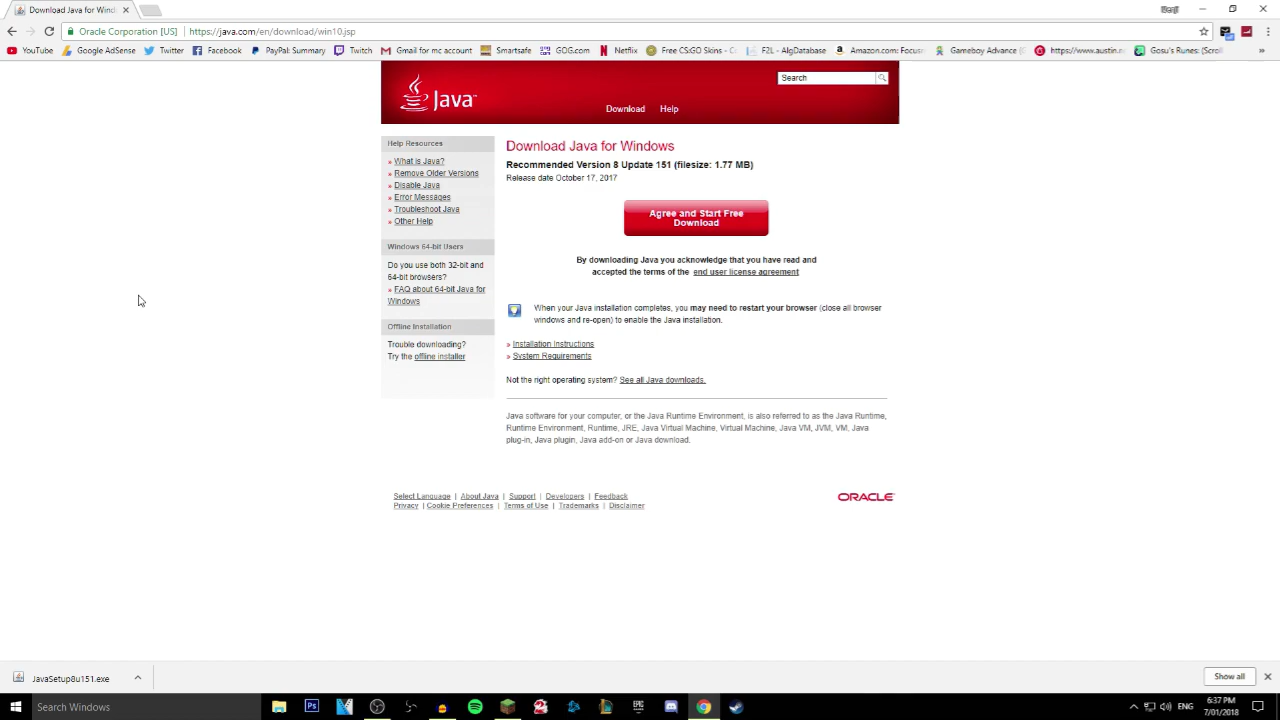 Download Java for Wind
Benji
Oracle Corporation [US]
https://java.com/en/download/win10.jsp
YouTube
Google AdSense
Twitter
Facebook
PayPal: Summary
Twitch
Gmail for mc account
Smartsafe
GOG.com
Netflix
Free CS:GO Skins - C
F2L - AlgDatabase
Amazon.com: Focus
Gameboy Advance (
https://www.austin.n
Gosu's Runes: (Scroll
»
Java™
Search
Download
Help
Help Resources
» What is Java?
» Remove Older Versions
» Disable Java
» Error Messages
» Troubleshoot Java
» Other Help
Windows 64-bit Users
Do you use both 32-bit and
64-bit browsers?
» FAQ about 64-bit Java for
Windows
Offline Installation
Trouble downloading?
Try the offline installer
Download Java for Windows
Recommended Version 8 Update 151 (filesize: 1.77 MB)
Release date October 17, 2017
Agree and Start Free
Download
By downloading Java you acknowledge that you have read and
accepted the terms of the end user license agreement
When your Java installation completes, you may need to restart your browser (close all browser
windows and re-open) to enable the Java installation.
» Installation Instructions
» System Requirements
Not the right operating system? See all Java downloads.
Java software for your computer, or the Java Runtime Environment, is also referred to as the Java Runtime,
Runtime Environment, Runtime, JRE, Java Virtual Machine, Virtual Machine, Java VM, JVM, VM, Java
plug-in, Java plugin, Java add-on or Java download.
Select Language | About Java | Support | Developers | Feedback
Privacy | Cookie Preferences | Terms of Use | Trademarks | Disclaimer
ORACLE
JavaSetup8u151.exe
Show all
Search Windows
ENG
6:37 PM
7/01/2018